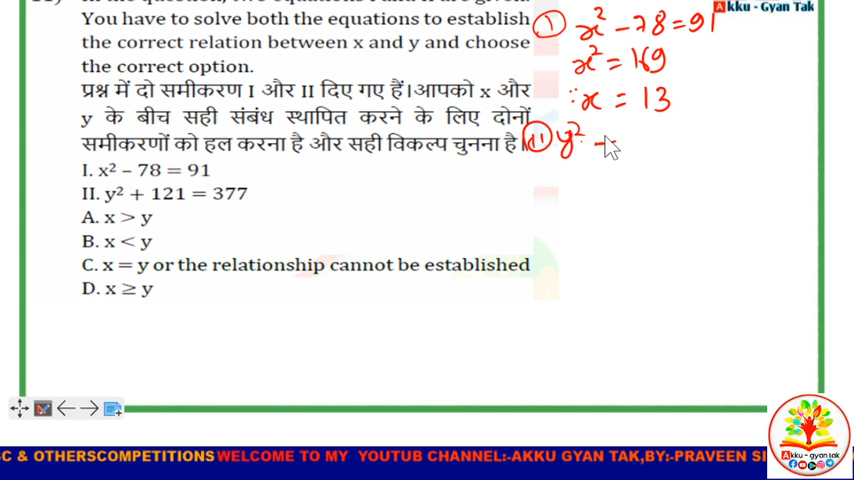 You have to solve both the equations to establish
the correct relation between x and y and choose
the correct option.
प्रश्न में दो समीकरण I और II दिए गए हैं।आपको x और
y के बीच सही संबंध स्थापित करने के लिए दोनों
समीकरणों को हल करना है और सही विकल्प चुनना है।
I. x² – 78 = 91
II. y² + 121 = 377
A. x > y
B. x < y
C. x = y or the relationship cannot be established
D. x ≥ y
Akku - Gyan Tak
(I) x² - 78 = 91
x² = 169
∵ x = 13
(II) y²
C & OTHERSCOMPETITIONS WELCOME TO MY YOUTUB CHANNEL:-AKKU GYAN TAK,BY:-PRAVEEN
Akku - gyan tak